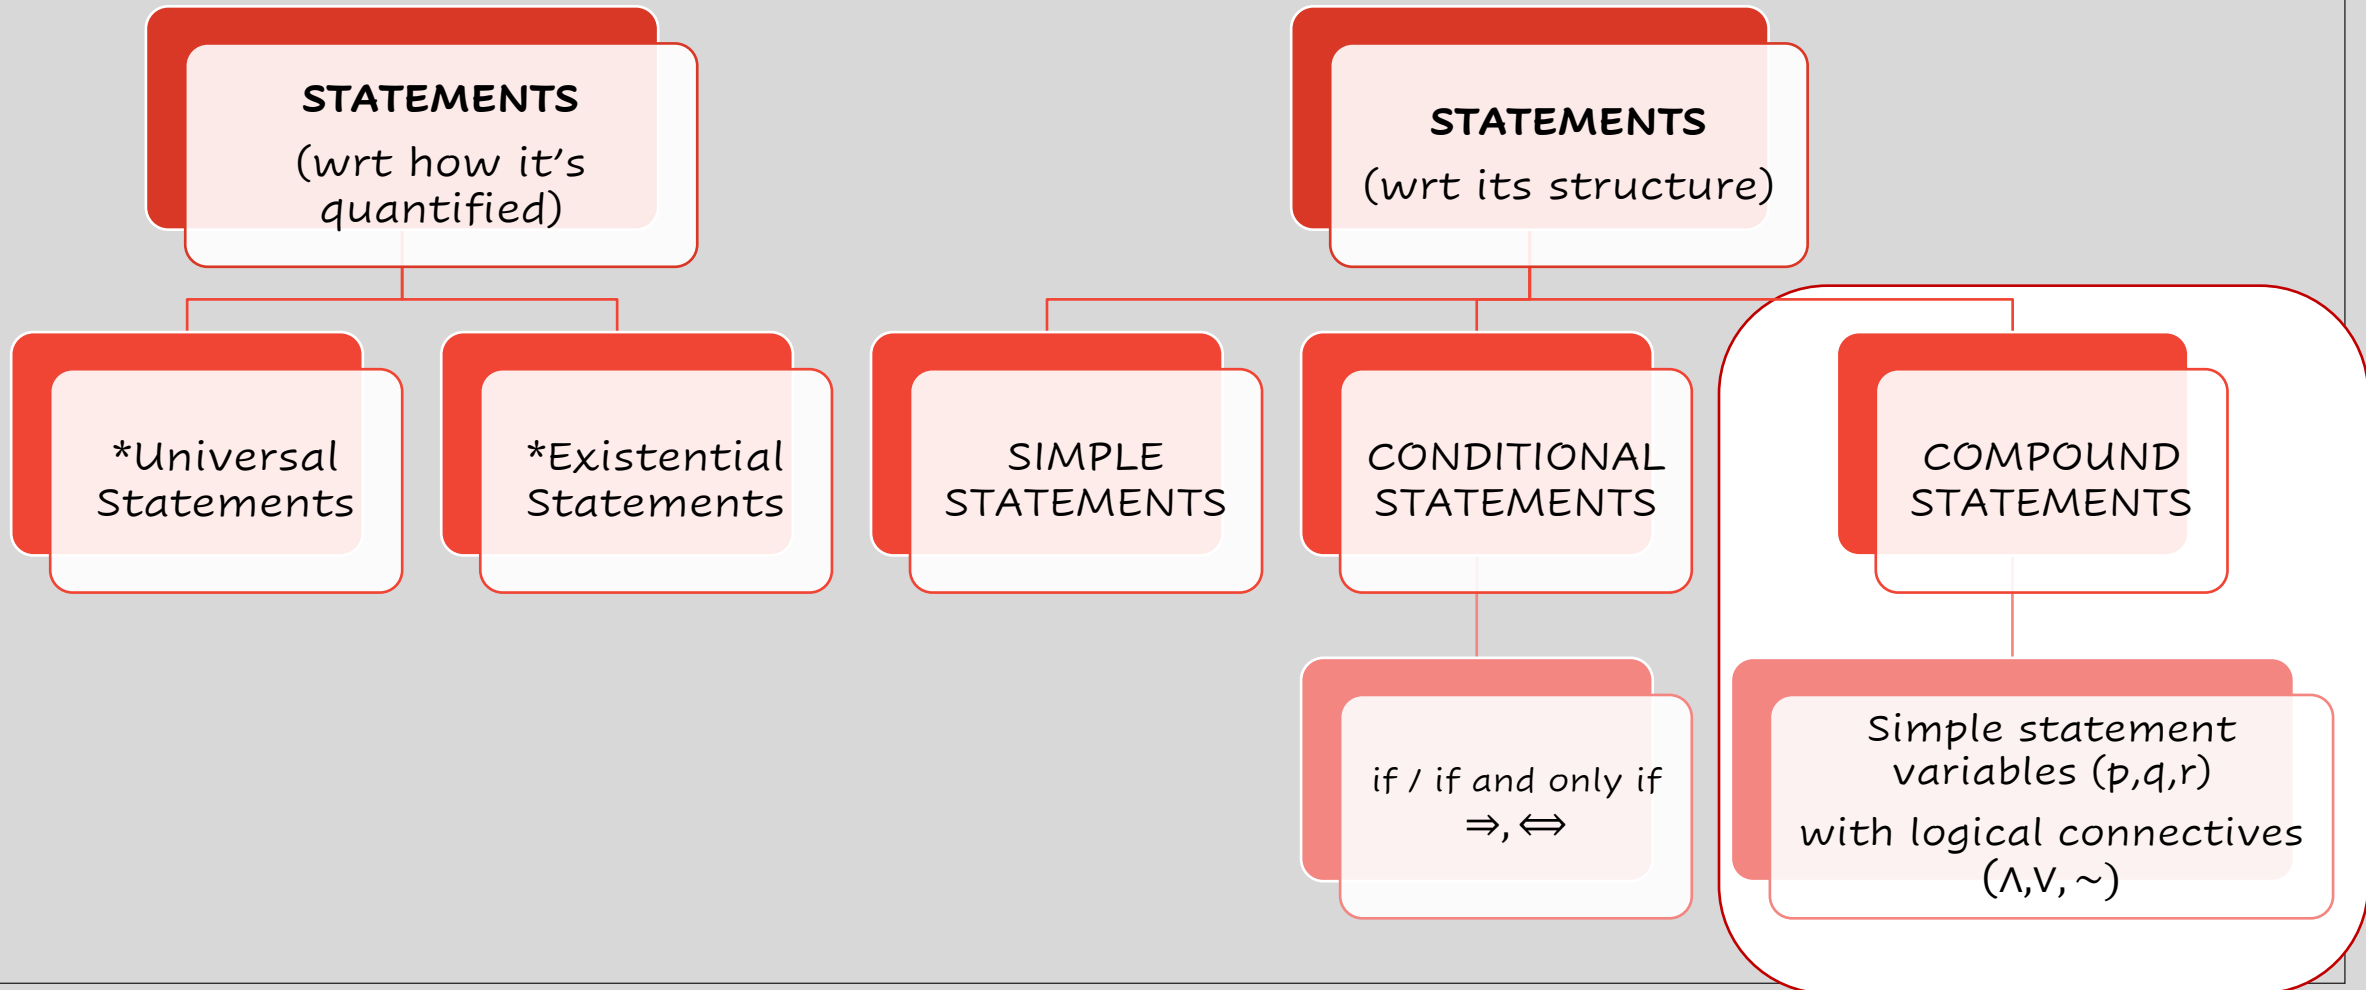 STATEMENTS
(wrt how it's
quantified)
*Universal
Statements
*Existential
Statements
STATEMENTS
(wrt its structure)
SIMPLE
STATEMENTS
CONDITIONAL
STATEMENTS
if / if and only if
⇒, ⟺
COMPOUND
STATEMENTS
Simple statement
variables (p,q,r)
with logical connectives
(∧,∨, ~)